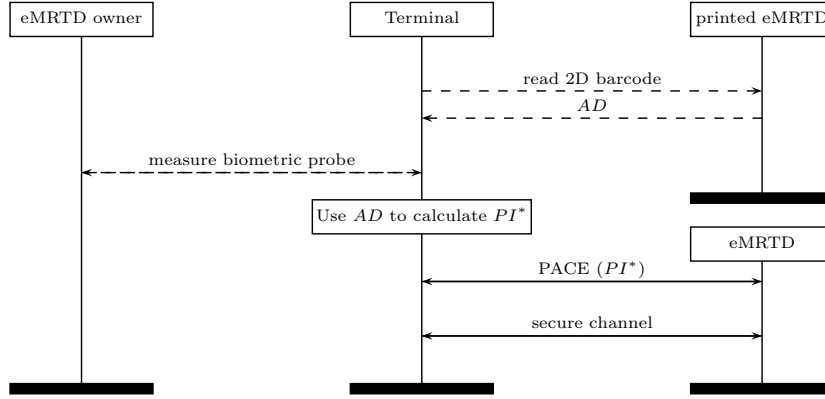 eMRTD owner
Terminal
printed eMRTD
read 2D barcode
AD
measure biometric probe
Use AD to calculate PI*
eMRTD
PACE (PI*)
secure channel